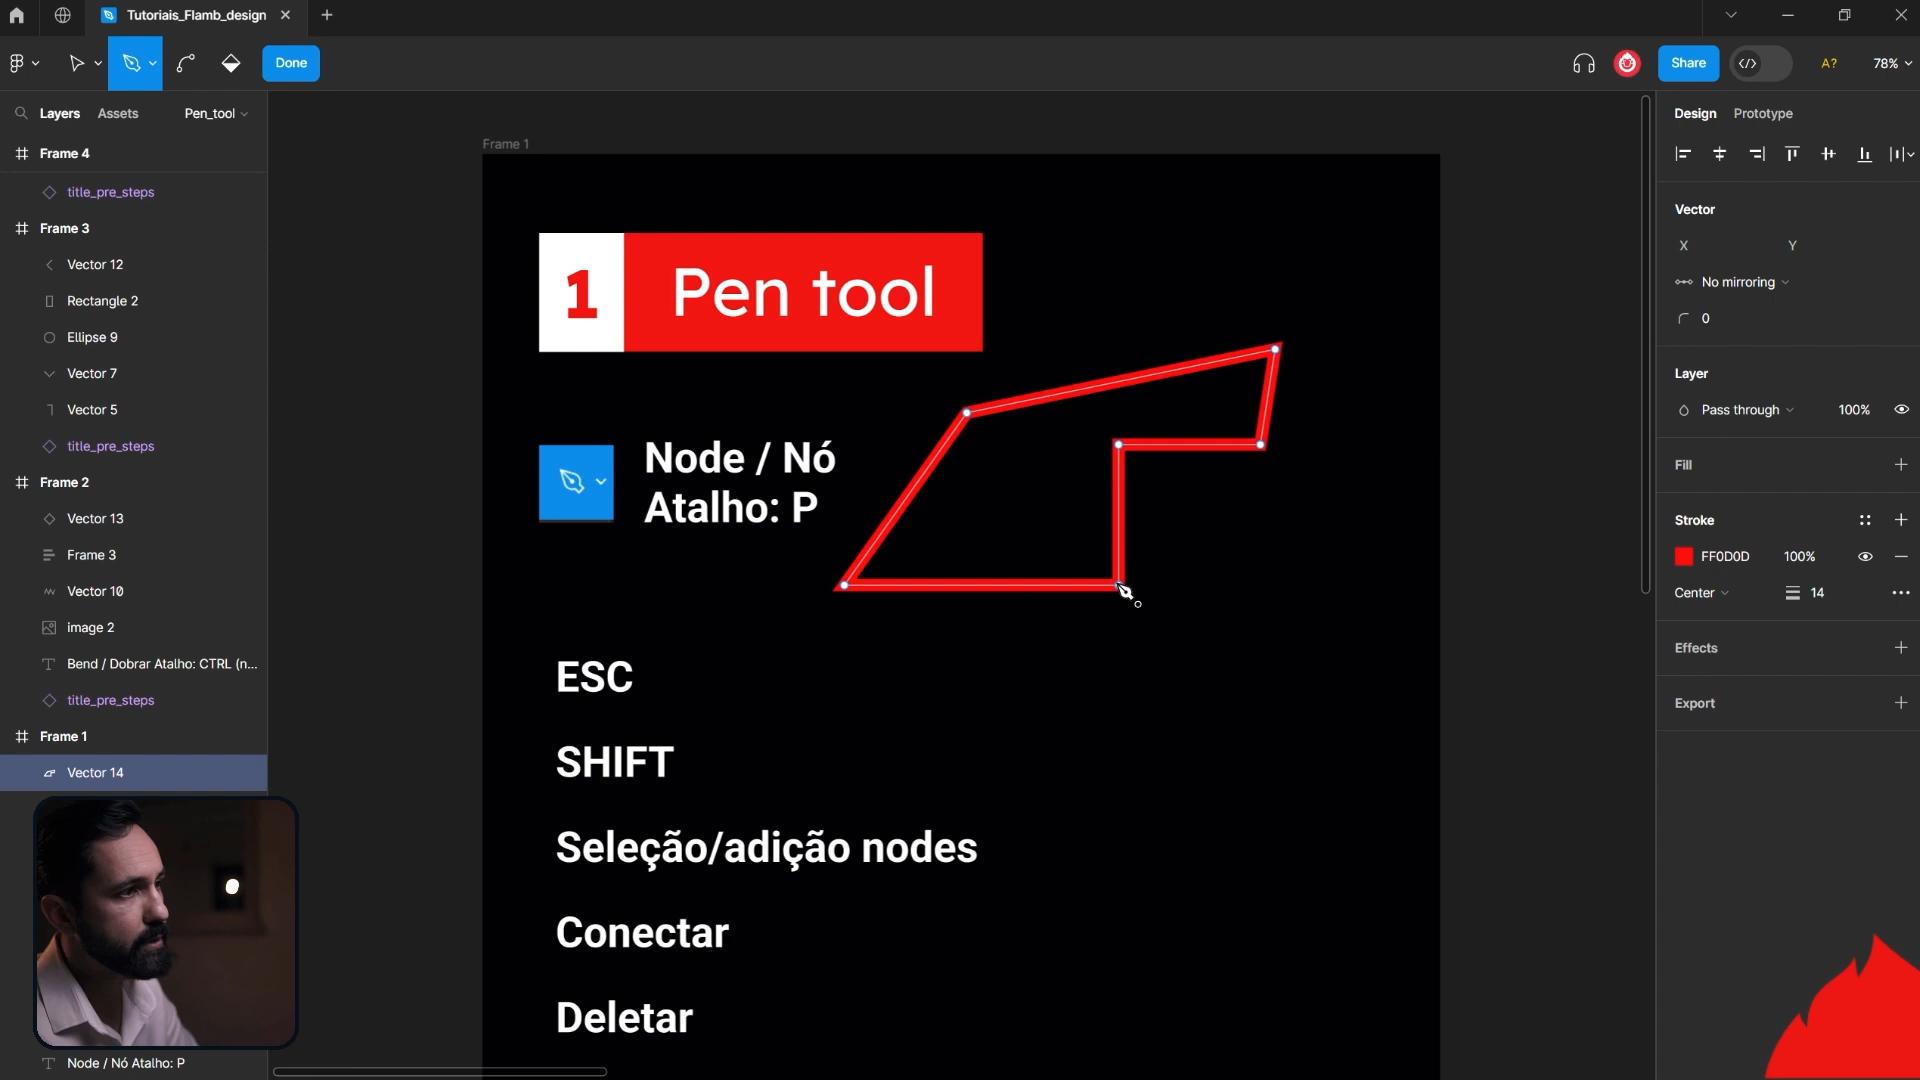 Tutoriais_Flamb_design
Done
Share
A?
78%
Layers
Assets
Pen_tool
Frame 4
title_pre_steps
Frame 3
Vector 12
Rectangle 2
Ellipse 9
Vector 7
Vector 5
title_pre_steps
Frame 2
Vector 13
Frame 3
Vector 10
image 2
Bend / Dobrar Atalho: CTRL (n...
title_pre_steps
Frame 1
Vector 14
Node / Nó Atalho: P
Frame 1
1 Pen tool
Node / Nó
Atalho: P
ESC
SHIFT
Seleção/adição nodes
Conectar
Deletar
Design
Prototype
Vector
X
Y
No mirroring
0
Layer
Pass through
100%
Fill
Stroke
FF0D0D
100%
Center
14
Effects
Export